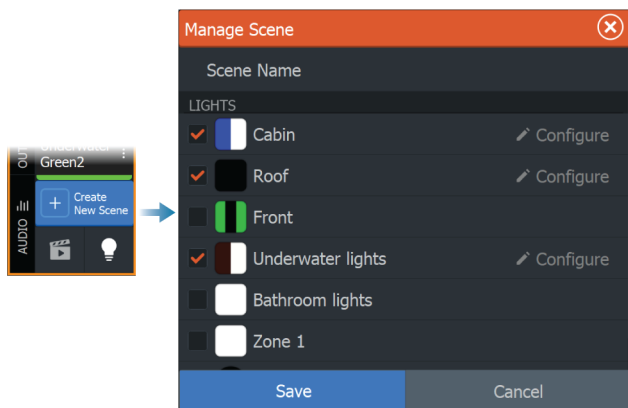 OUT
Underwater
Green2
Create
New Scene
AUDIO
Manage Scene
Scene Name
LIGHTS
Cabin
Configure
Roof
Configure
Front
Underwater lights
Configure
Bathroom lights
Zone 1
Save
Cancel